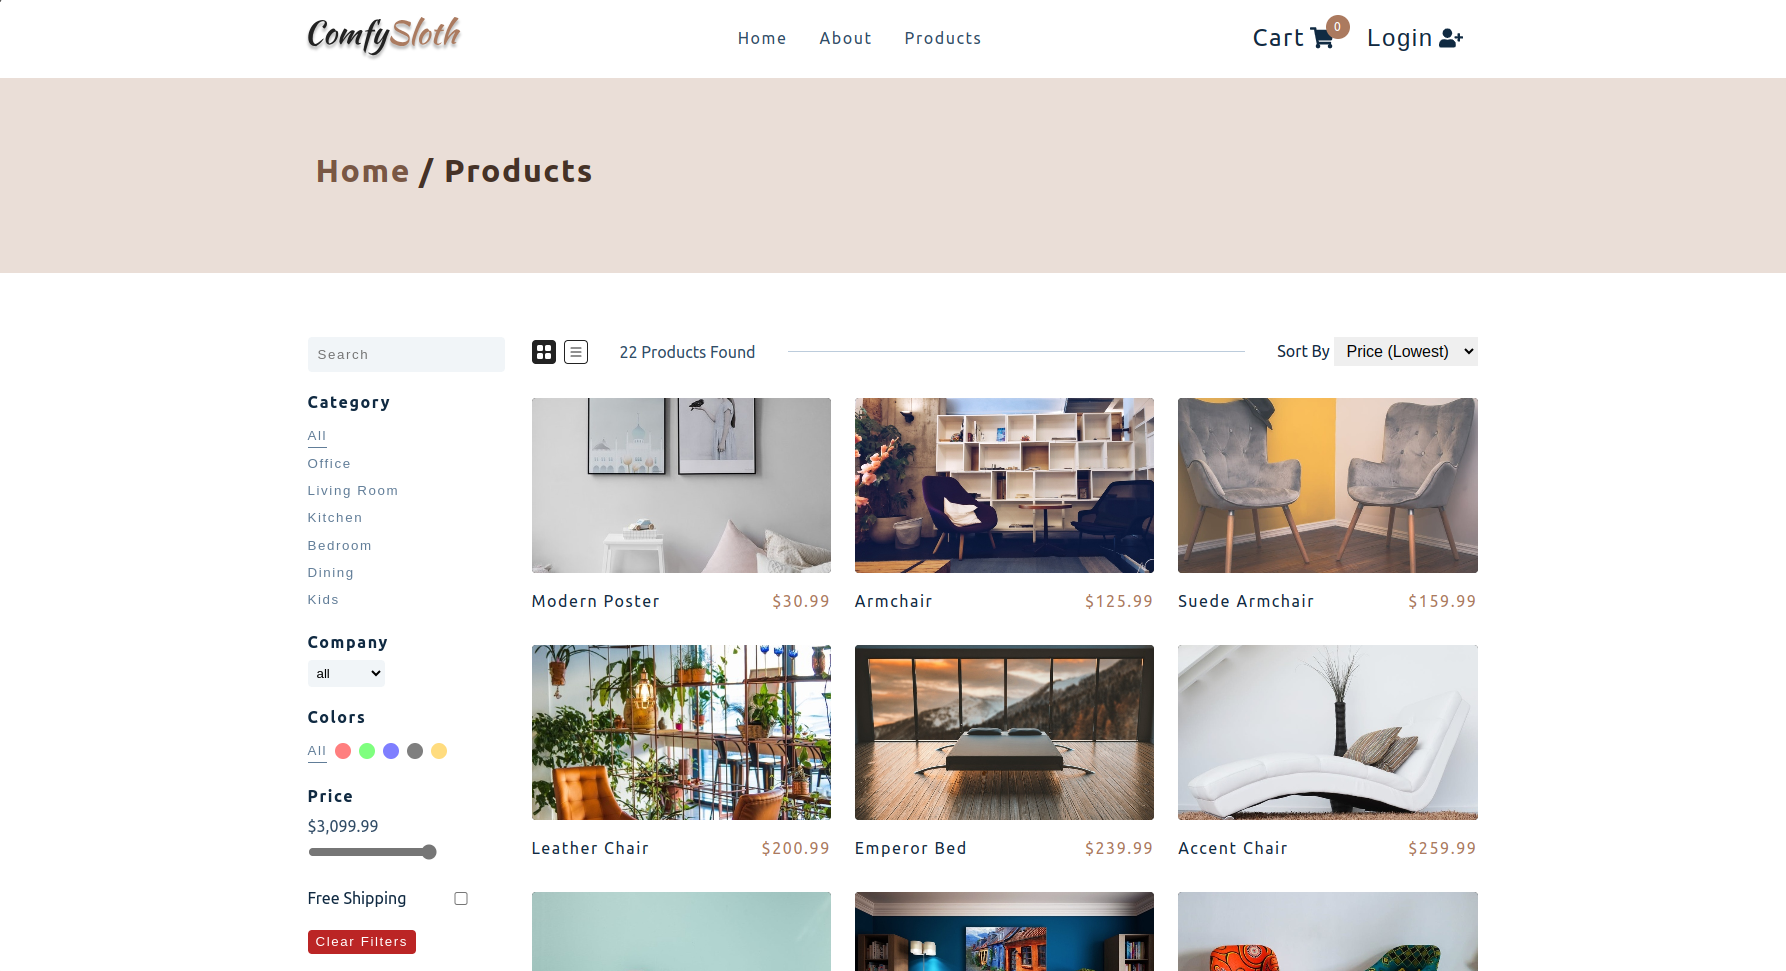 ComfySloth
Home About Products
Cart 0 Login
Home / Products
Search
22 Products Found
Sort By Price (Lowest)
Category
All
Office
Living Room
Kitchen
Bedroom
Dining
Kids
Company
all
Colors
All
Price
$3,099.99
Free Shipping
Clear Filters
Modern Poster $30.99
Armchair $125.99
Suede Armchair $159.99
Leather Chair $200.99
Emperor Bed $239.99
Accent Chair $259.99